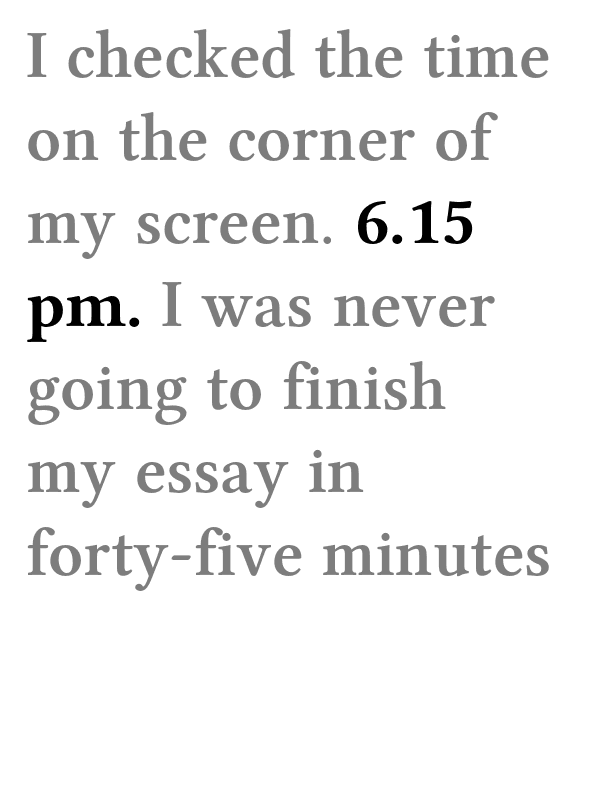 I checked the time
on the corner of
my screen. 6.15
pm. I was never
going to finish
my essay in
forty-five minutes